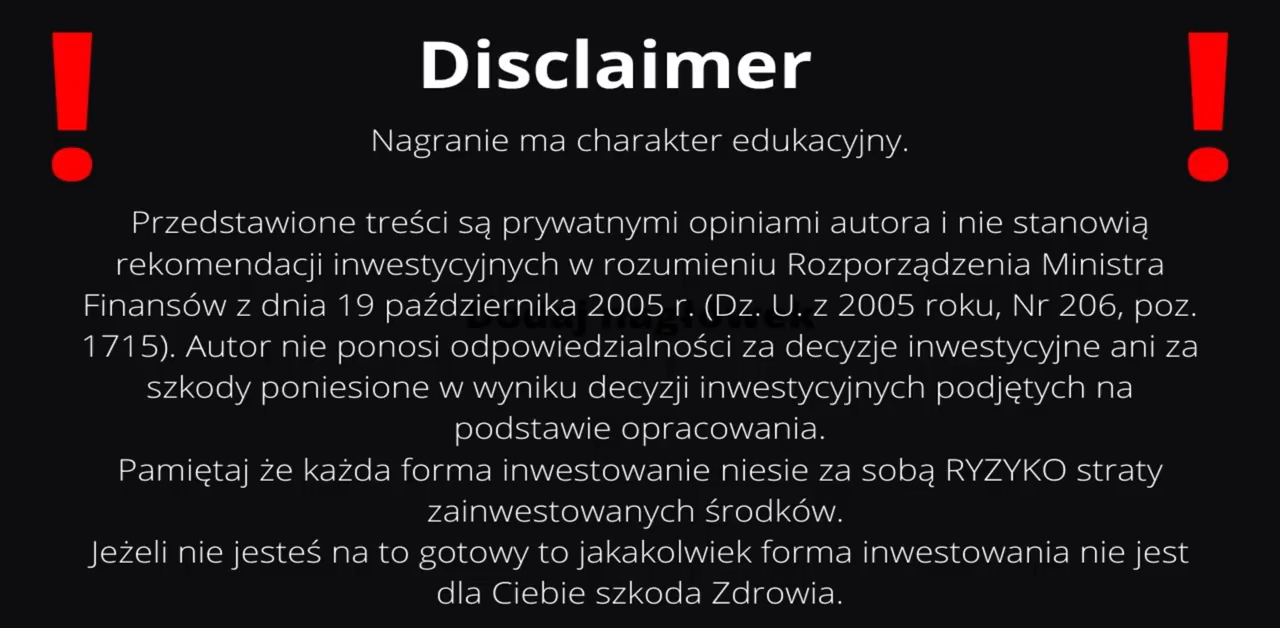 Disclaimer
Nagranie ma charakter edukacyjny.
Przedstawione treści są prywatnymi opiniami autora i nie stanowią
rekomendacji inwestycyjnych w rozumieniu Rozporządzenia Ministra
Finansów z dnia 19 października 2005 r. (Dz. U. z 2005 roku, Nr 206, poz.
1715). Autor nie ponosi odpowiedzialności za decyzje inwestycyjne ani za
szkody poniesione w wyniku decyzji inwestycyjnych podjętych na
podstawie opracowania.
Pamiętaj że każda forma inwestowanie niesie za sobą RYZYKO straty
zainwestowanych środków.
Jeżeli nie jesteś na to gotowy to jakakolwiek forma inwestowania nie jest
dla Ciebie szkoda Zdrowia.